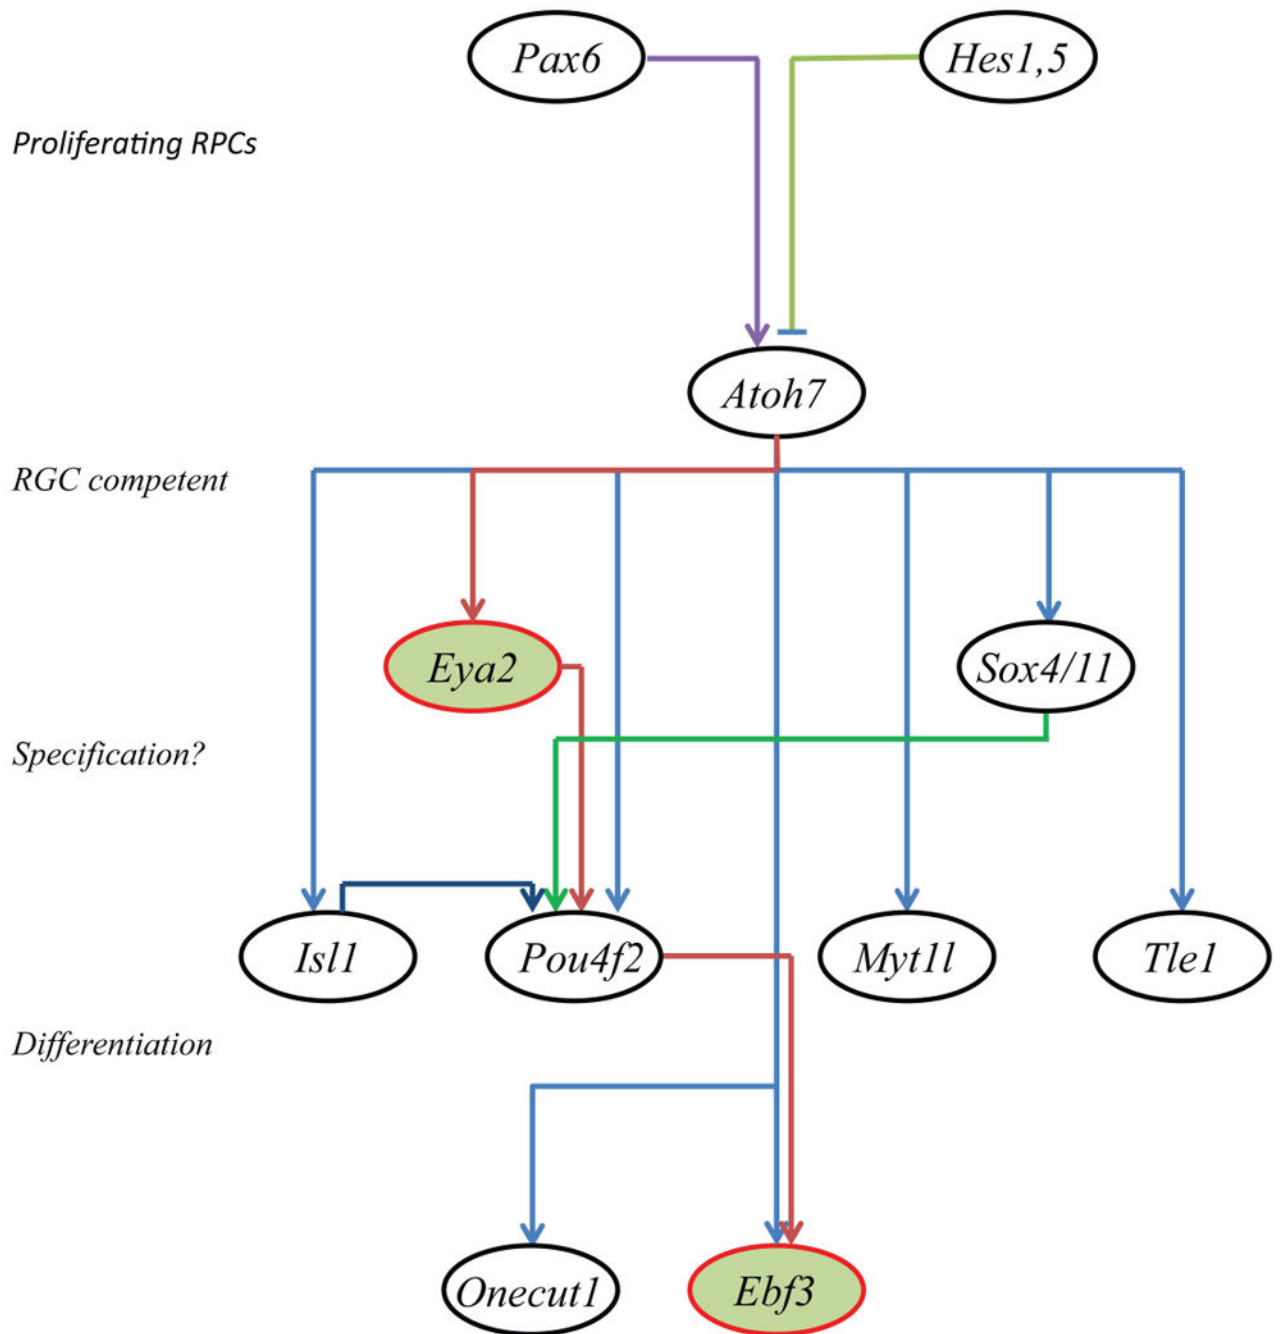 Pax6
Hes1,5
Proliferating RPCs
Atoh7
RGC competent
Eya2
Sox4/11
Specification?
Isl1
Pou4f2
Myt1l
Tle1
Differentiation
Onecut1
Ebf3